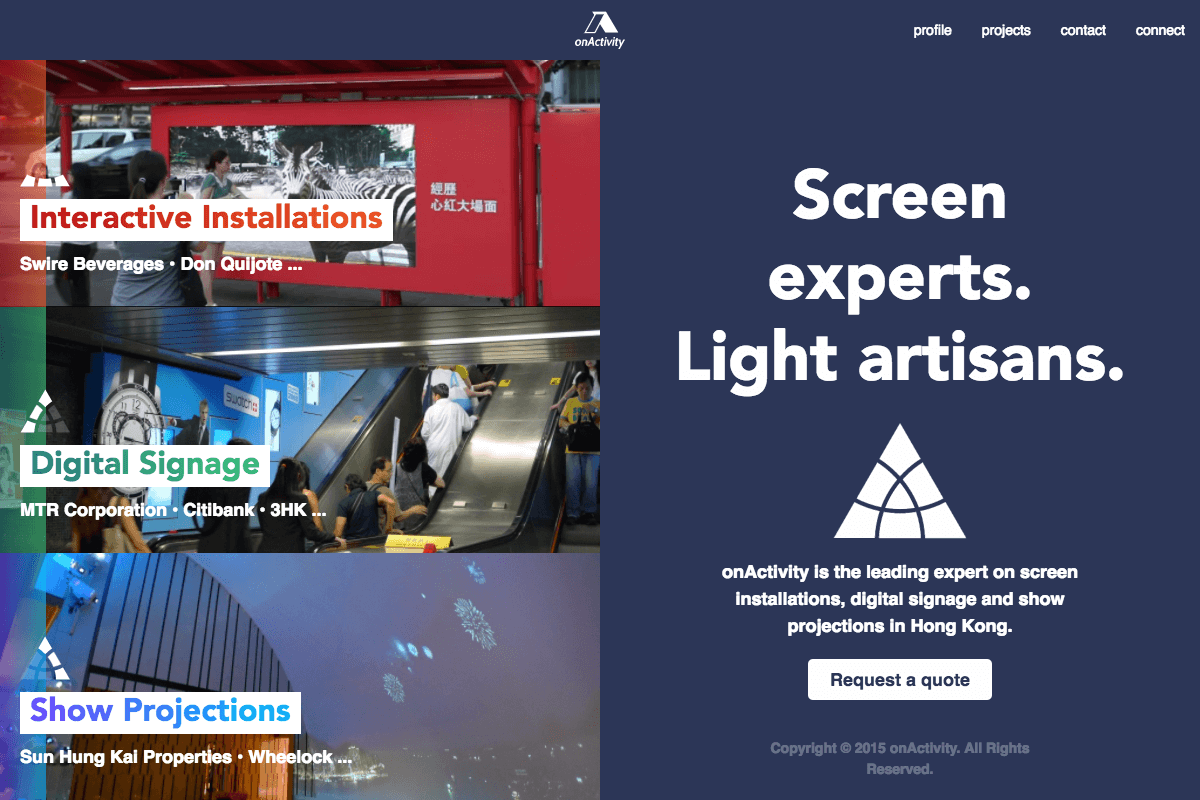 onActivity
profile
projects
contact
connect
經歷
心紅大場面
Interactive Installations
Swire Beverages • Don Quijote ...
swatch
Digital Signage
MTR Corporation • Citibank • 3HK ...
Show Projections
Sun Hung Kai Properties • Wheelock ...
Screen
experts.
Light artisans.
onActivity is the leading expert on screen
installations, digital signage and show
projections in Hong Kong.
Request a quote
Copyright © 2015 onActivity. All Rights
Reserved.